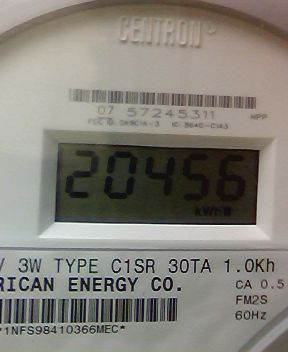 CENTRON®
07 57245311
HPP
20456
kWh
V 3W TYPE C1SR 30TA 1.0Kh
RICAN ENERGY CO.
CA 0.5
FM2S
60Hz
*1NFS98410366MEC*